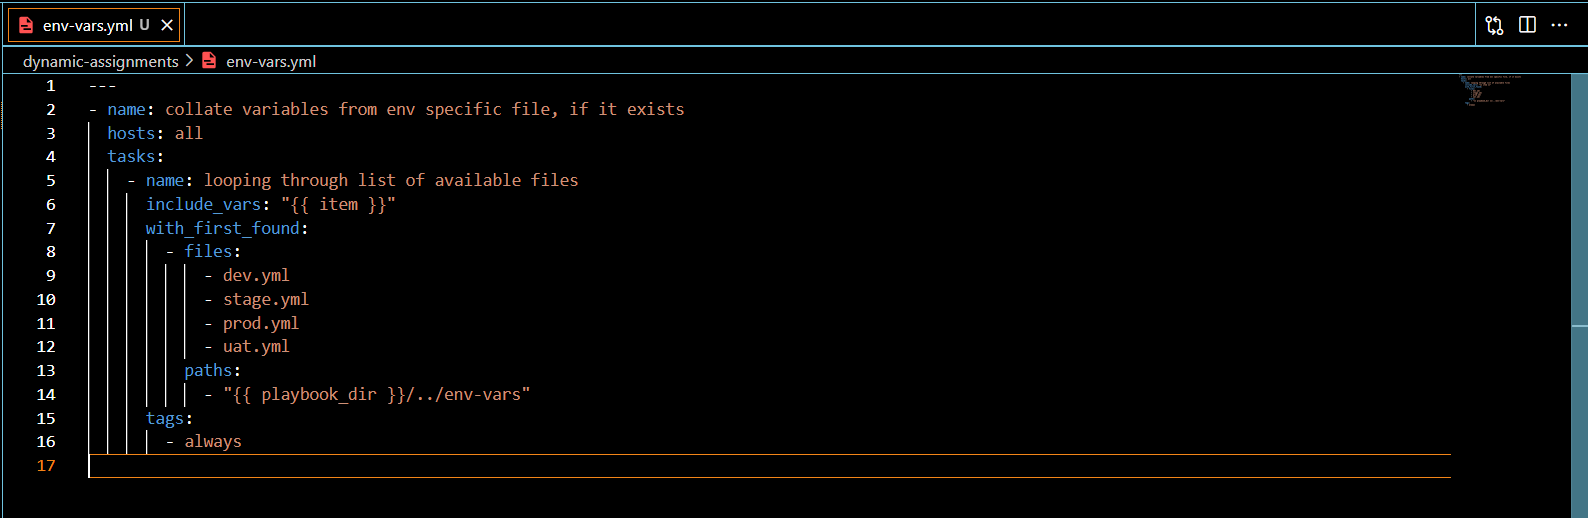 env-vars.yml U
dynamic-assignments > env-vars.yml
1 ---
2 - name: collate variables from env specific file, if it exists
3   hosts: all
4   tasks:
5     - name: looping through list of available files
6       include_vars: "{{ item }}"
7       with_first_found:
8         - files:
9             - dev.yml
10             - stage.yml
11             - prod.yml
12             - uat.yml
13           paths:
14             - "{{ playbook_dir }}/../env-vars"
15       tags:
16         - always
17